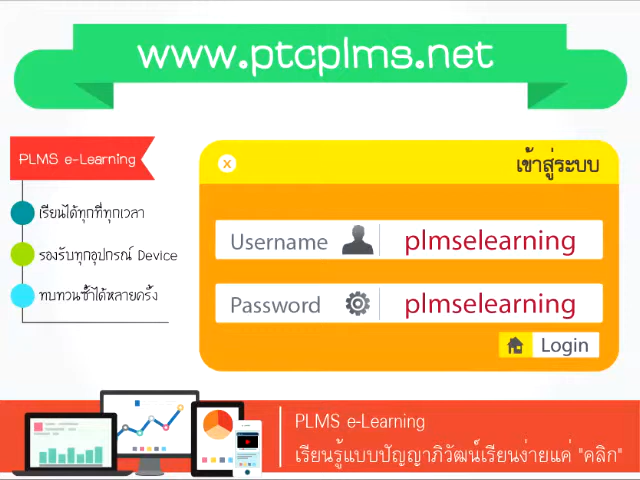 www.ptcplms.net
PLMS e-Learning
เรียนได้ทุกที่ทุกเวลา
รองรับทุกอุปกรณ์ Device
ทบทวนซ้ำได้หลายครั้ง
x
เข้าสู่ระบบ
Username plmselearning
Password plmselearning
Login
PLMS e-Learning
เรียนรู้แบบปัญญาภิวัฒน์เรียนง่ายแค่ "คลิก"